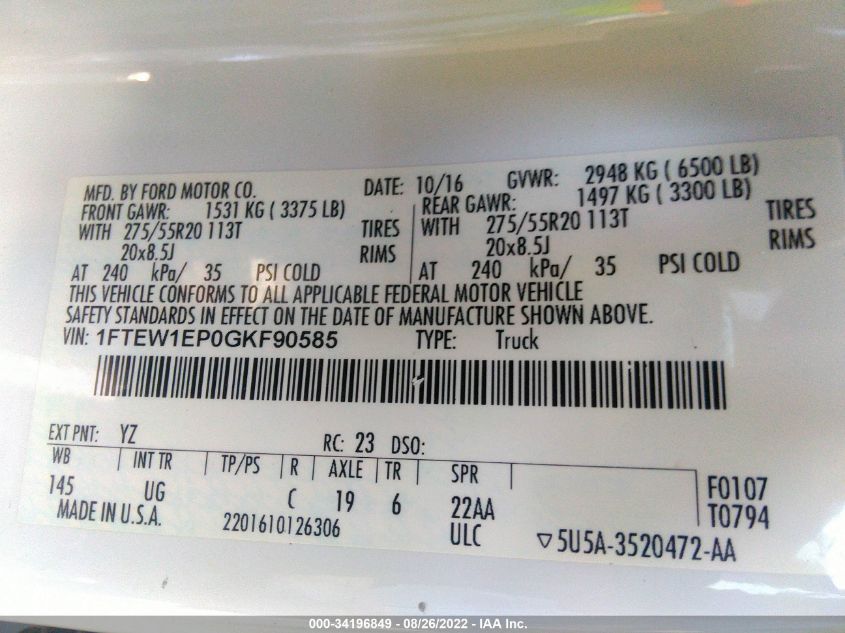 MFD. BY FORD MOTOR CO. DATE: 10/16 GVWR: 2948 KG ( 6500 LB)
FRONT GAWR: 1531 KG ( 3375 LB) REAR GAWR: 1497 KG ( 3300 LB)
WITH 275/55R20 113T TIRES WITH 275/55R20 113T TIRES
20x8.5J RIMS 20x8.5J RIMS
AT 240 kPa/ 35 PSI COLD AT 240 kPa/ 35 PSI COLD
THIS VEHICLE CONFORMS TO ALL APPLICABLE FEDERAL MOTOR VEHICLE
SAFETY STANDARDS IN EFFECT ON THE DATE OF MANUFACTURE SHOWN ABOVE.
VIN: 1FTEW1EP0GKF90585 TYPE: Truck
EXT PNT: YZ RC: 23 DSO:
WB INT TR TP/PS R AXLE TR SPR
145 UG C 19 6 22AA F0107
MADE IN U.S.A. 2201610126306 ULC T0794
▽5U5A-3520472-AA
000-34196849 - 08/26/2022 - IAA Inc.